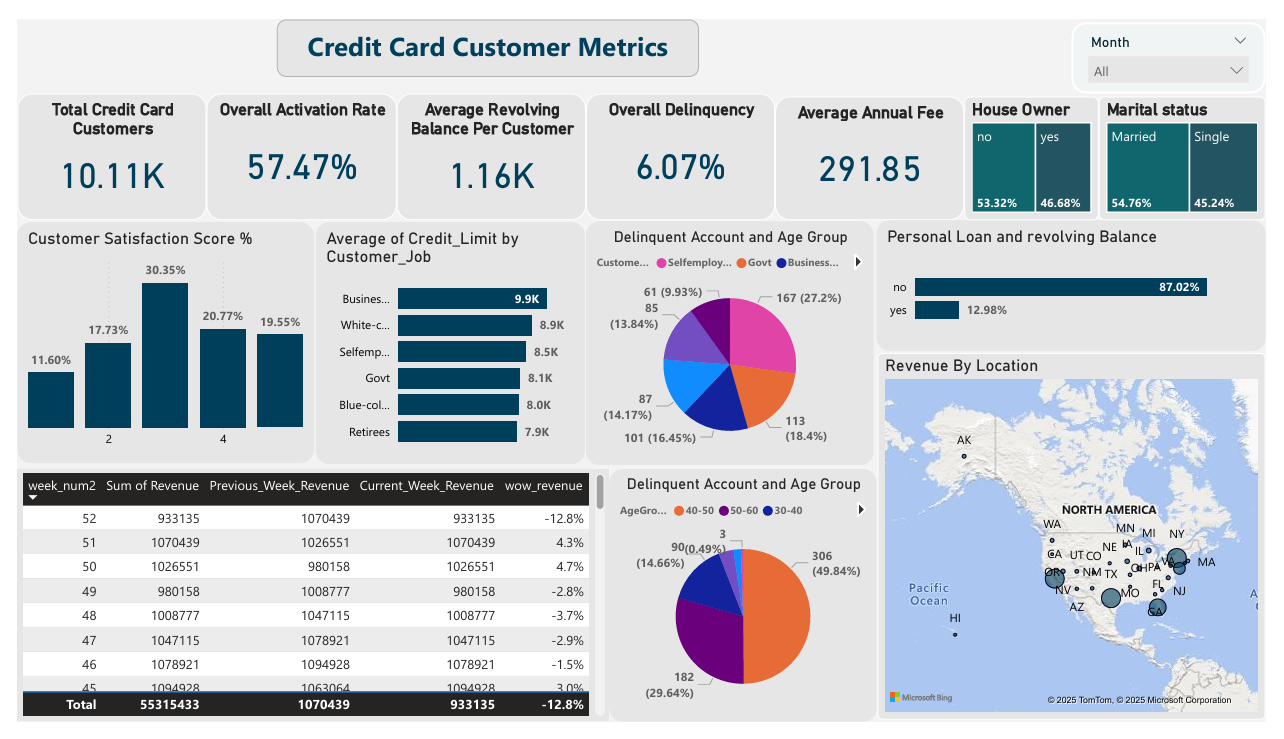 Credit Card Customer Metrics
Month
All
Total Credit Card
Customers
10.11K
Overall Activation Rate
57.47%
Average Revolving
Balance Per Customer
1.16K
Overall Delinquency
6.07%
Average Annual Fee
291.85
House Owner
no
yes
53.32%
46.68%
Marital status
Married
Single
54.76%
45.24%
Customer Satisfaction Score %
11.60%
17.73%
30.35%
20.77%
19.55%
2
4
Average of Credit_Limit by
Customer_Job
Busines... 9.9K
White-c... 8.9K
Selfemp... 8.5K
Govt 8.1K
Blue-col... 8.0K
Retirees 7.9K
Delinquent Account and Age Group
Custome... Selfemploy... Govt Business...
61 (9.93%)
167 (27.2%)
85
(13.84%)
87
(14.17%)
101 (16.45%)
113
(18.4%)
Personal Loan and revolving Balance
no 87.02%
yes 12.98%
week_num2 Sum of Revenue Previous_Week_Revenue Current_Week_Revenue wow_revenue
52 933135 1070439 933135 -12.8%
51 1070439 1026551 1070439 4.3%
50 1026551 980158 1026551 4.7%
49 980158 1008777 980158 -2.8%
48 1008777 1047115 1008777 -3.7%
47 1047115 1078921 1047115 -2.9%
46 1078921 1094928 1078921 -1.5%
45 1094928 1063064 1094928 3.0%
Total 55315433 1070439 933135 -12.8%
Delinquent Account and Age Group
AgeGro... 40-50 50-60 30-40
3
(0.49%)
90
(14.66%)
306
(49.84%)
182
(29.64%)
Revenue By Location
AK
NORTH AMERICA
WA
MN
MI
NY
CA
UT
CO
NE
IA
IL
OH
PA
VA
MA
OR
NM
TX
NV
MO
FL
NJ
AZ
GA
HI
Pacific
Ocean
A
Microsoft Bing
© 2025 TomTom, © 2025 Microsoft Corporation